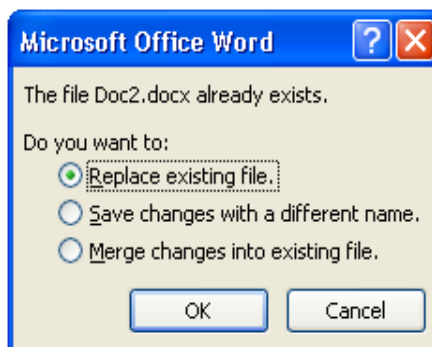 Microsoft Office Word
The file Doc2.docx already exists.
Do you want to:
Replace existing file.
Save changes with a different name.
Merge changes into existing file.
OK Cancel